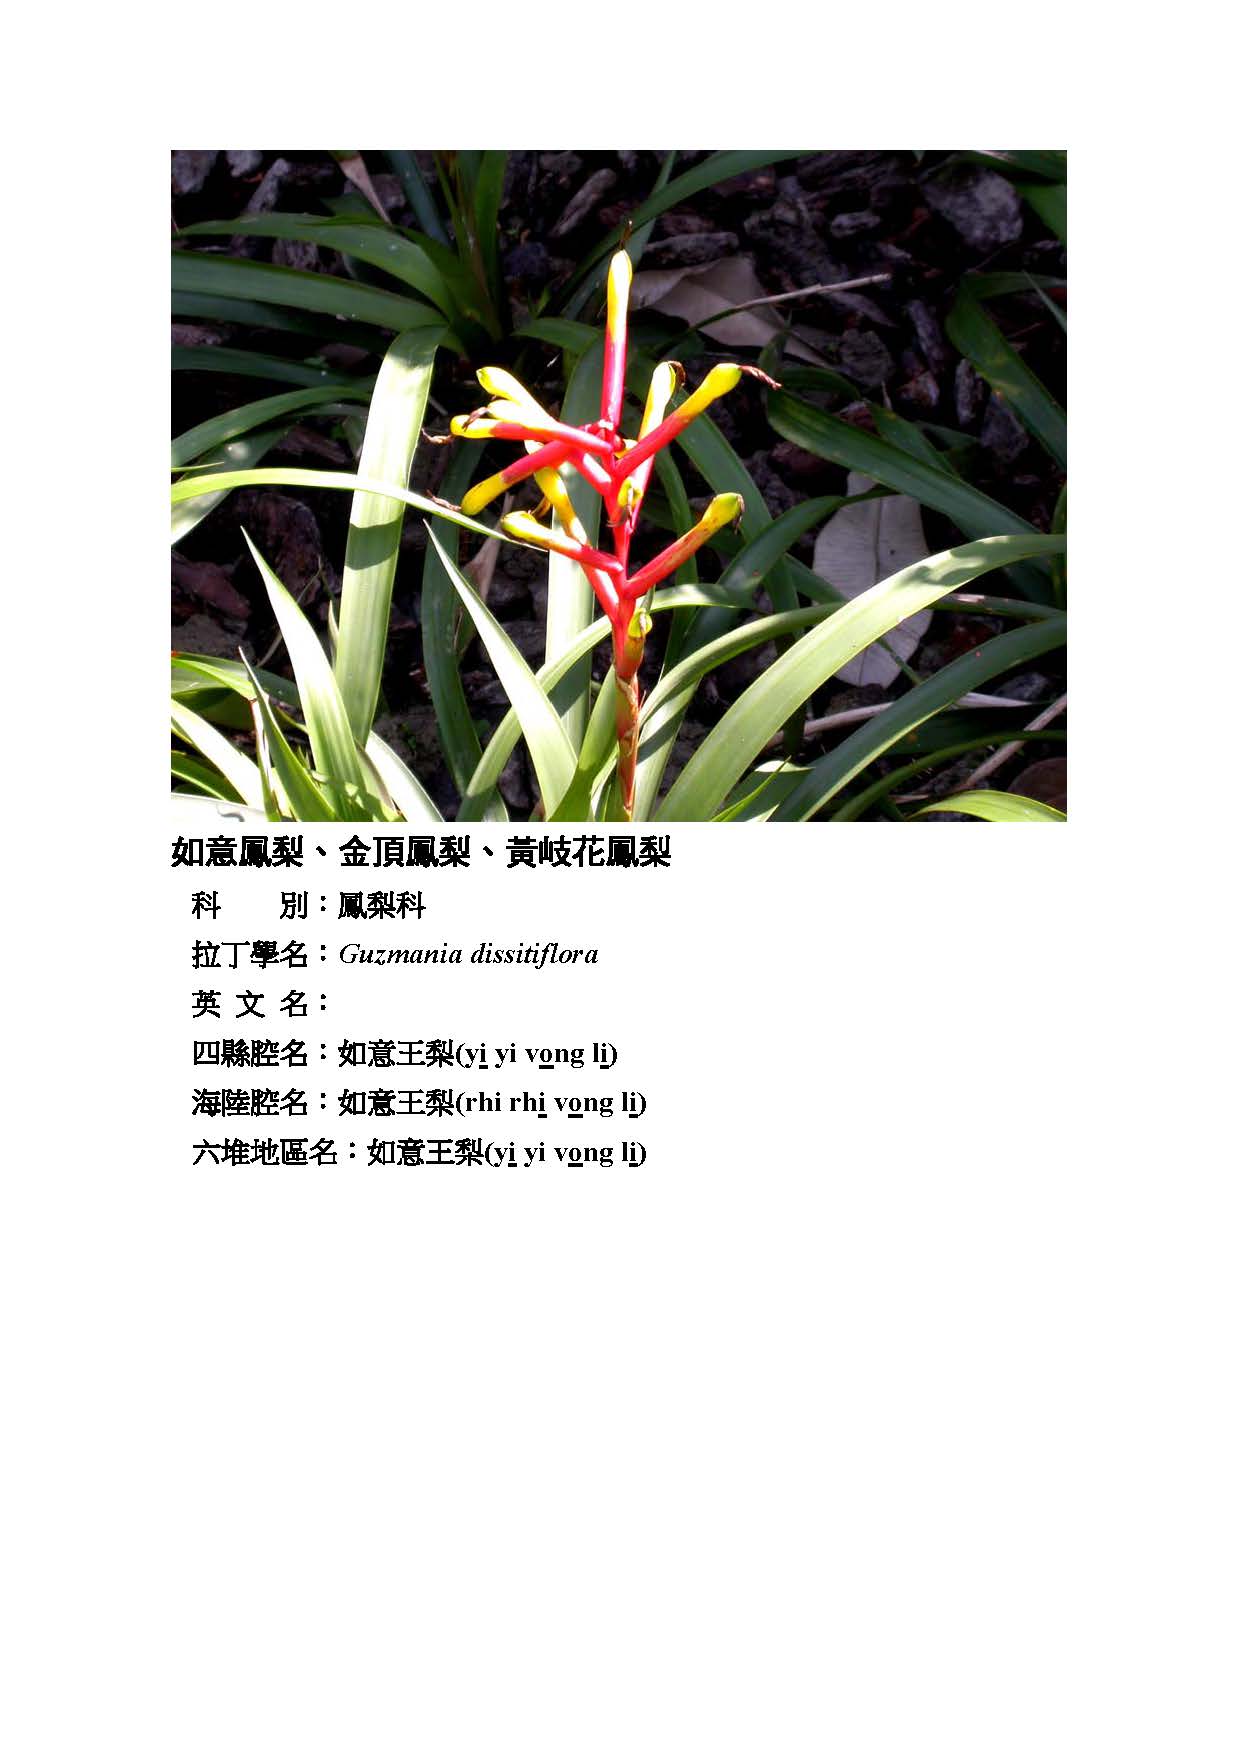 如意鳳梨、金頂鳳梨、黃岐花鳳梨
科　　別：鳳梨科
拉丁學名：Guzmania dissitiflora
英 文 名：
四縣腔名：如意王梨(yi yi vong li)
海陸腔名：如意王梨(rhi rhi vong li)
六堆地區名：如意王梨(yi yi vong li)